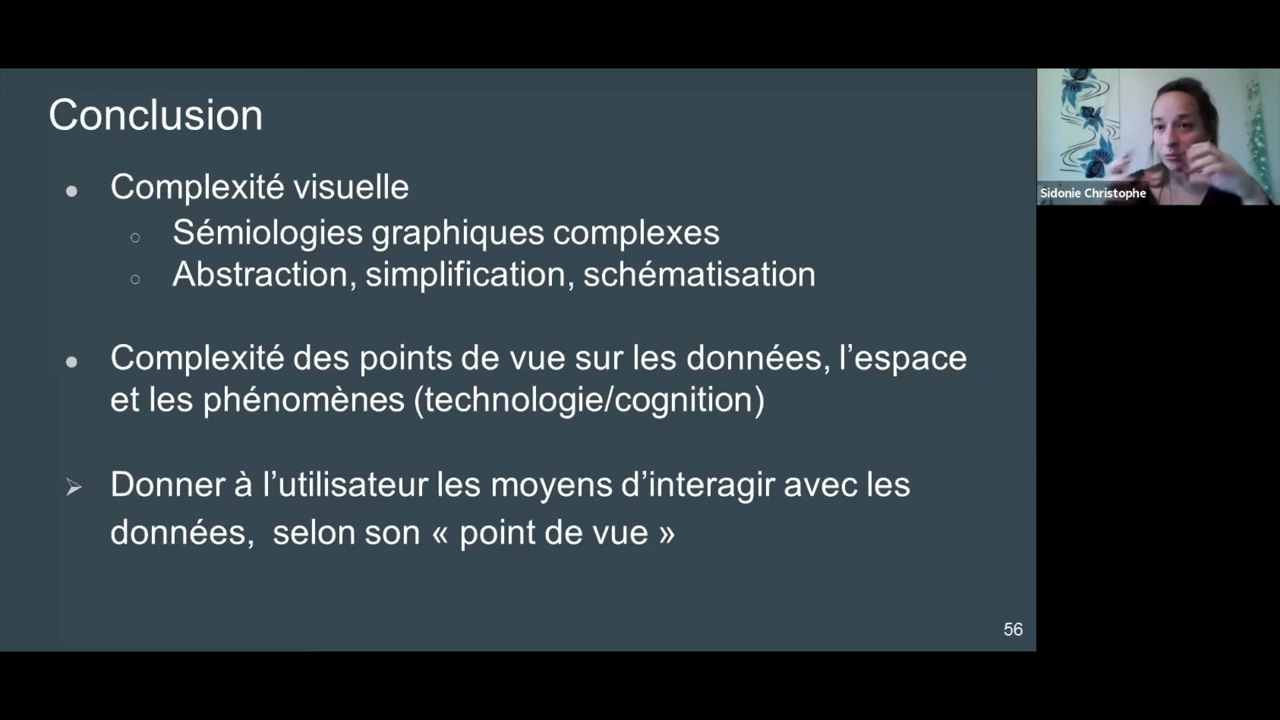 Conclusion
● Complexité visuelle
○ Sémiologies graphiques complexes
○ Abstraction, simplification, schématisation
● Complexité des points de vue sur les données, l’espace
et les phénomènes (technologie/cognition)
➢ Donner à l’utilisateur les moyens d’interagir avec les
données, selon son « point de vue »
56
Sidonie Christophe